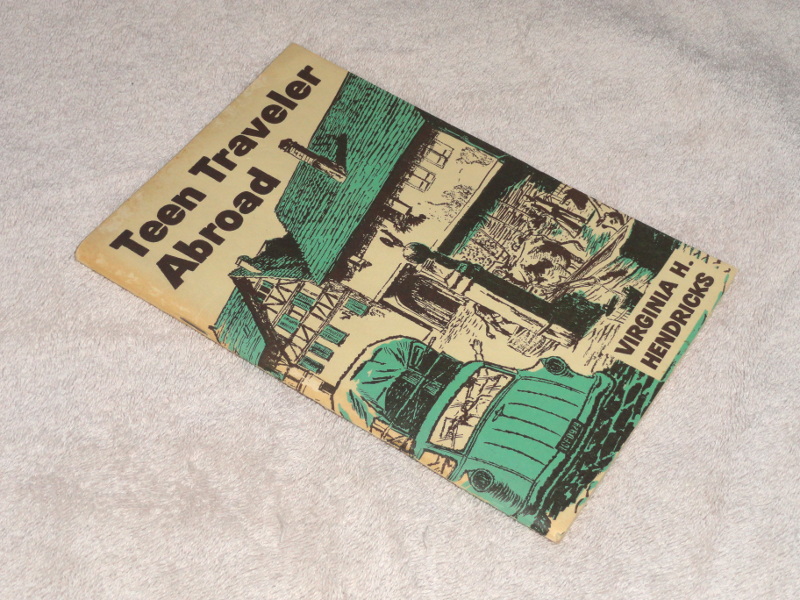 Teen Traveler
Abroad
VIRGINIA H.
HENDRICKS